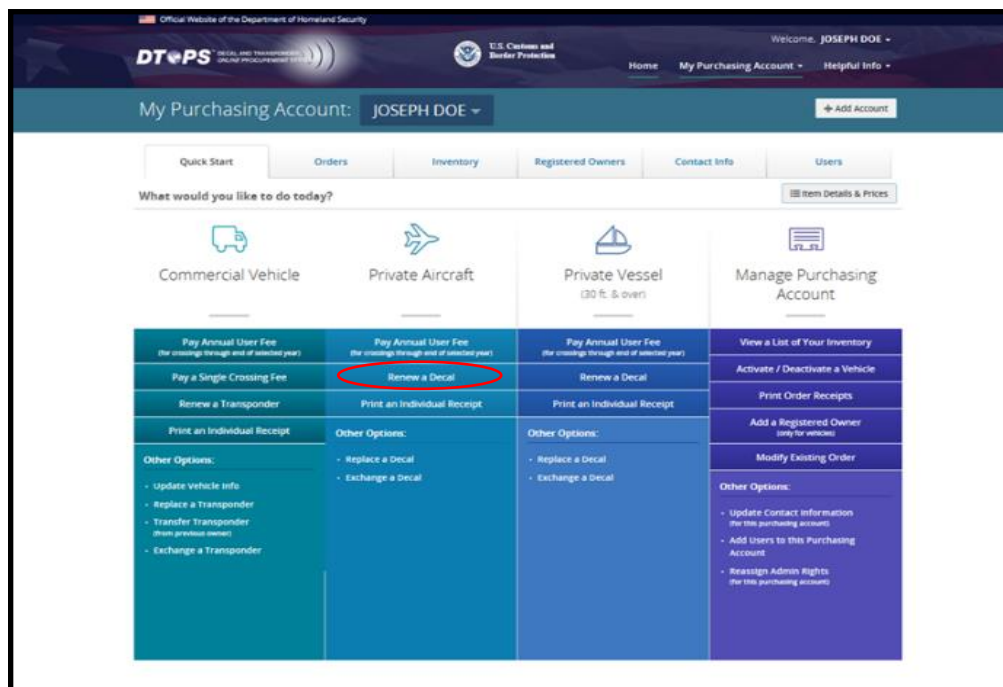 Official Website of the Department of Homeland Security
Welcome, JOSEPH DOE
DTOPS DECAL AND TRANSPONDER
ONLINE PROCUREMENT
U.S. Customs and
Border Protection
Home My Purchasing Account Helpful Info
My Purchasing Account: JOSEPH DOE + Add Account
Quick Start Orders Inventory Registered Owners Contact Info Users
What would you like to do today? Item Details & Prices
Commercial Vehicle
Private Aircraft
Private Vessel
(30 ft. & over)
Manage Purchasing
Account
Pay Annual User Fee
(for crossings through end of selected year)
Pay a Single Crossing Fee
Renew a Transponder
Print an Individual Receipt
Other Options:
- Update Vehicle Info
- Replace a Transponder
- Transfer Transponder
(from previous owner)
- Exchange a Transponder
Pay Annual User Fee
(for crossings through end of selected year)
Renew a Decal
Print an Individual Receipt
Other Options:
- Replace a Decal
- Exchange a Decal
Pay Annual User Fee
(for crossings through end of selected year)
Renew a Decal
Print an Individual Receipt
Other Options:
- Replace a Decal
- Exchange a Decal
View a List of Your Inventory
Activate / Deactivate a Vehicle
Print Order Receipts
Add a Registered Owner
(only for vehicles)
Modify Existing Order
Other Options:
- Update Contact Information
(for this purchasing account)
- Add Users to this Purchasing
Account
- Reassign Admin Rights
(for this purchasing account)